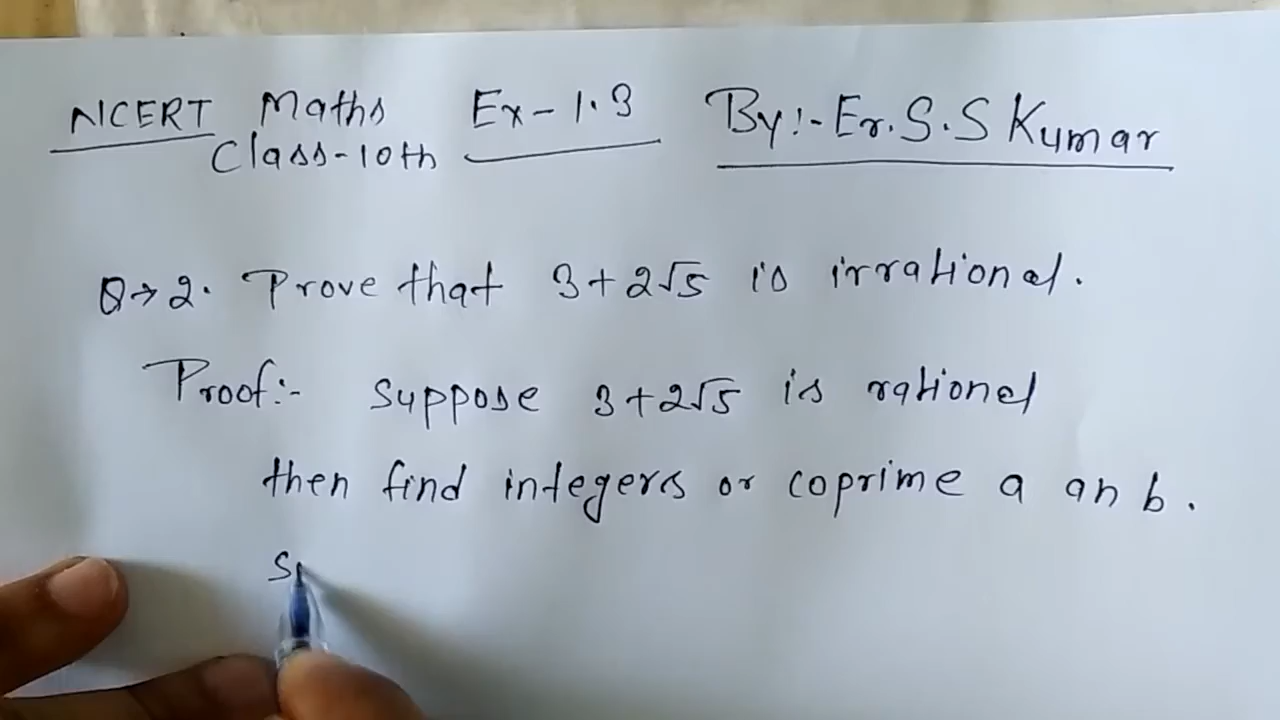 NCERT Maths Ex-1.3 By:-Er.S.S Kumar
Class-10th
Q→2. Prove that 3+2√5 is irrational.
Proof:- Suppose 3+2√5 is rational
then find integers or coprime a an b.